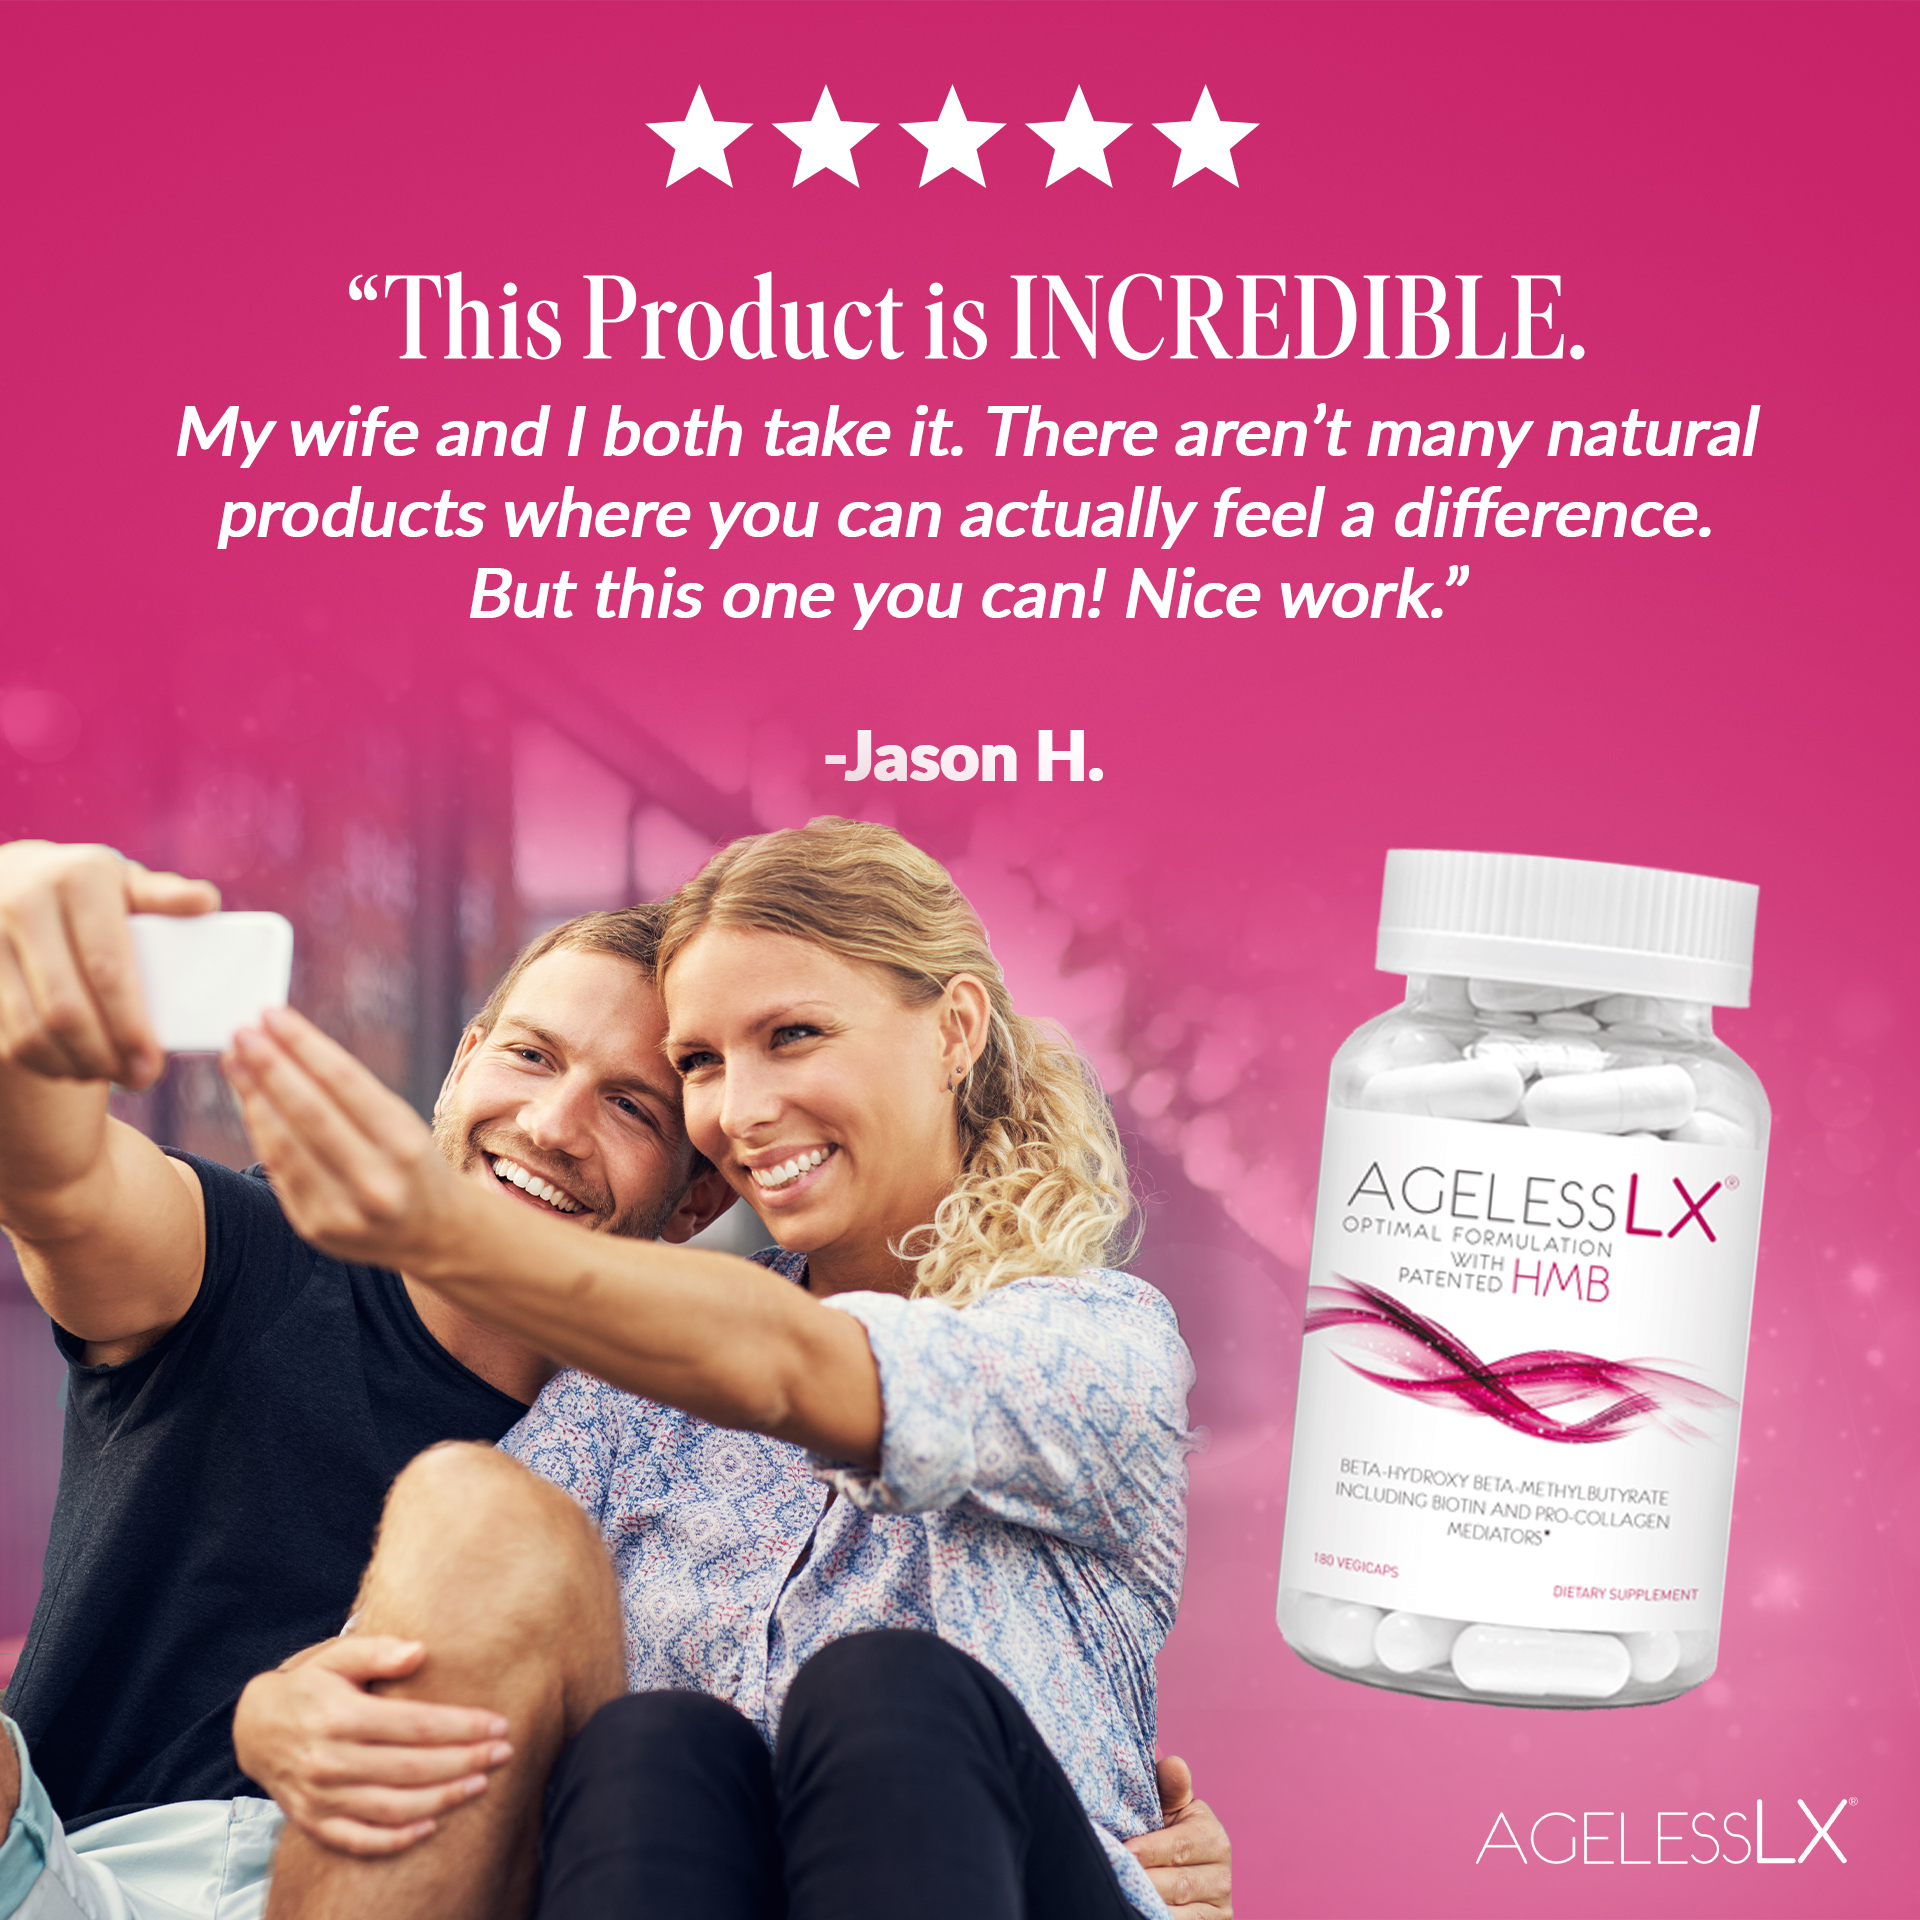 “This Product is INCREDIBLE.
My wife and I both take it. There aren’t many natural
products where you can actually feel a difference.
But this one you can! Nice work.”
-Jason H.
AGELESSLX®
OPTIMAL FORMULATION
WITH
PATENTED HMB
BETA-HYDROXY BETA-METHYLBUTYRATE
INCLUDING BIOTIN AND PRO-COLLAGEN
MEDIATORS*
180 VEGICAPS
DIETARY SUPPLEMENT
AGELESSLX®